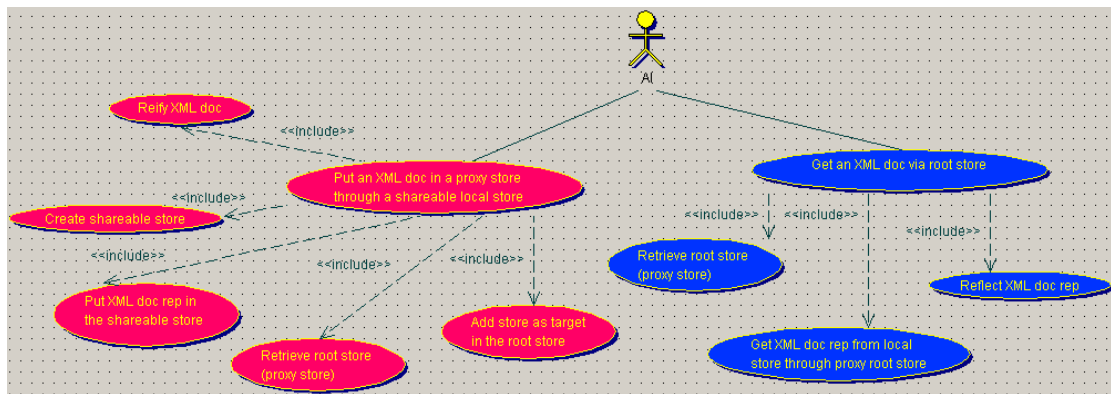 A(
Reify XML doc
<<include>>
Put an XML doc in a proxy store
through a shareable local store
Get an XML doc via root store
<<include>>
Create shareable store
<<include>>
<<include>>
<<include>>
<<include>>
<<include>>
<<include>>
<<include>>
Retrieve root store
(proxy store)
Reflect XML doc rep
Put XML doc rep in
the shareable store
Add store as target
in the root store
Retrieve root store
(proxy store)
Get XML doc rep from local
store through proxy root store